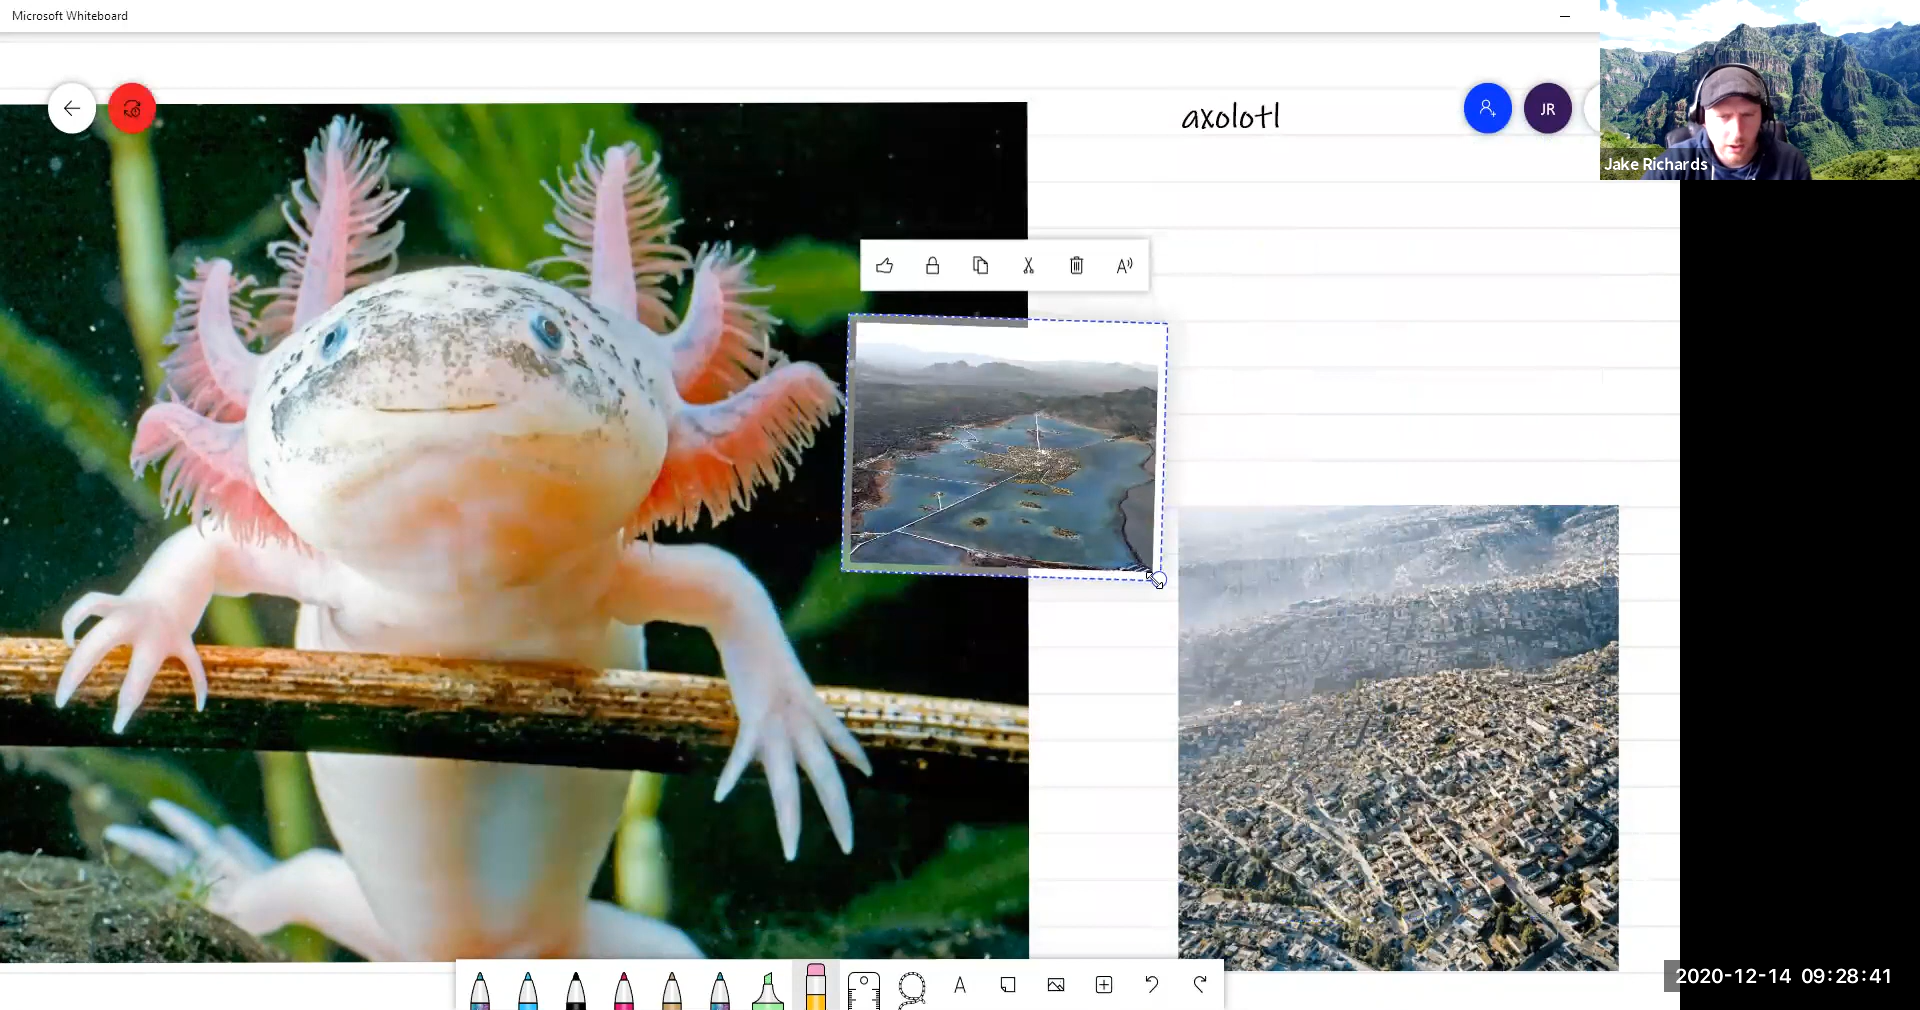 Microsoft Whiteboard
axolotl
JR
Jake Richards
A
A
2020-12-14 09:28:41